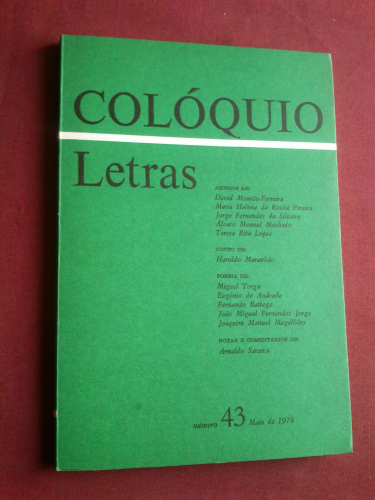 COLÓQUIO
Letras
ARTIGOS DE:
David Mourão-Ferreira
Maria Helena da Rocha Pereira
Jorge Fernandes da Silveira
Álvaro Manuel Machado
Teresa Rita Lopes
CONTO DE:
Haroldo Maranhão
POESIA DE:
Miguel Torga
Eugénio de Andrade
Fernando Batinga
João Miguel Fernandes Jorge
Joaquim Manuel Magalhães
NOTAS E COMENTÁRIOS DE:
Arnaldo Saraiva
número 43 Maio de 1978